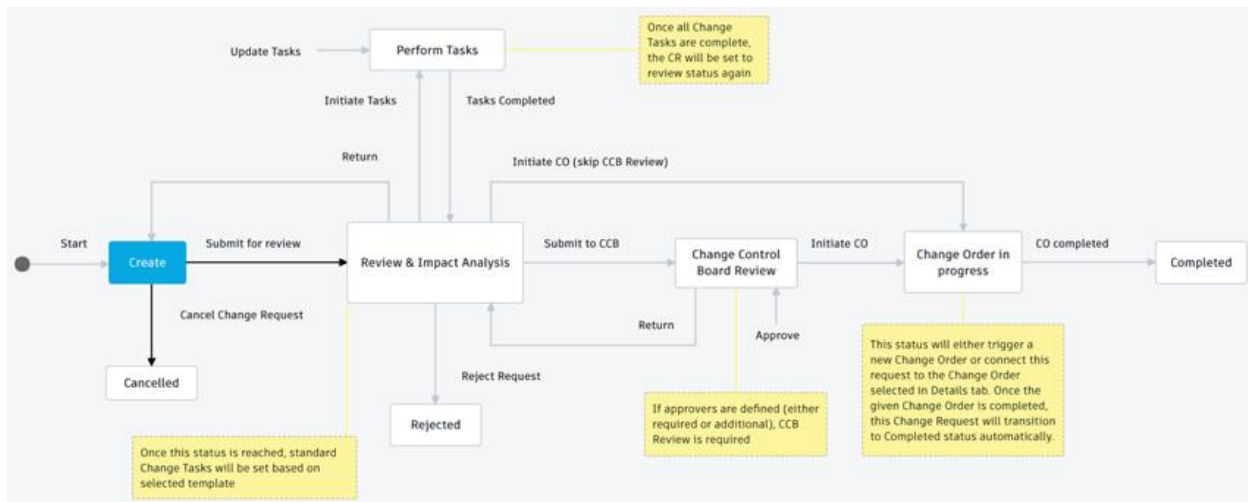 Once all Change
Tasks are complete,
the CR will be set to
review status again
Update Tasks
Perform Tasks
Initiate Tasks
Tasks Completed
Return
Initiate CO (skip CCB Review)
Start
Create
Submit for review
Review & Impact Analysis
Submit to CCB
Change Control
Board Review
Initiate CO
Change Order in
progress
CO completed
Completed
Cancel Change Request
Cancelled
Return
Approve
Reject Request
Rejected
This status will either trigger a
new Change Order or connect this
request to the Change Order
selected in Details tab. Once the
given Change Order is completed,
this Change Request will transition
to Completed status automatically.
If approvers are defined (either
required or additional), CCB
Review is required
Once this status is reached, standard
Change Tasks will be set based on
selected template